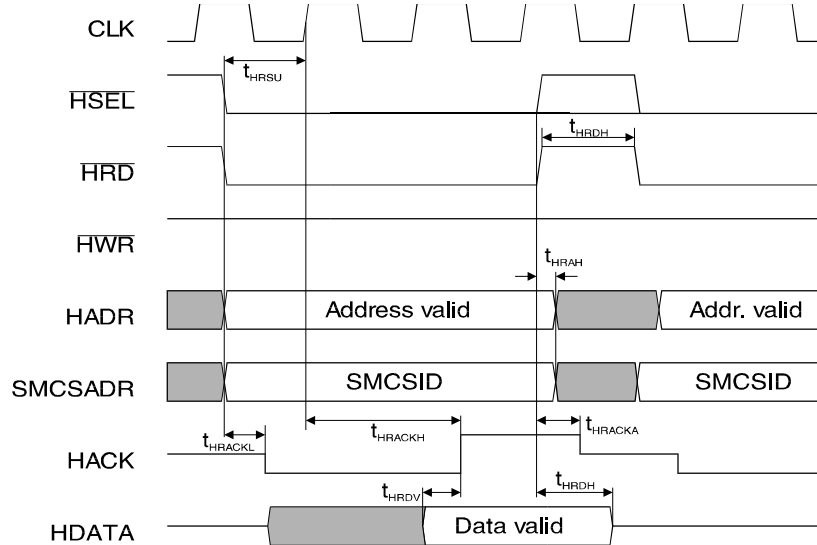 CLK
tHRSU
HSEL
tHRDH
HRD
HWR
tHRAH
HADR Address valid Addr. valid
SMCSADR SMCSID SMCSID
tHRACKL tHRACKH tHRACKA
HACK
tHRDV tHRDH
HDATA Data valid